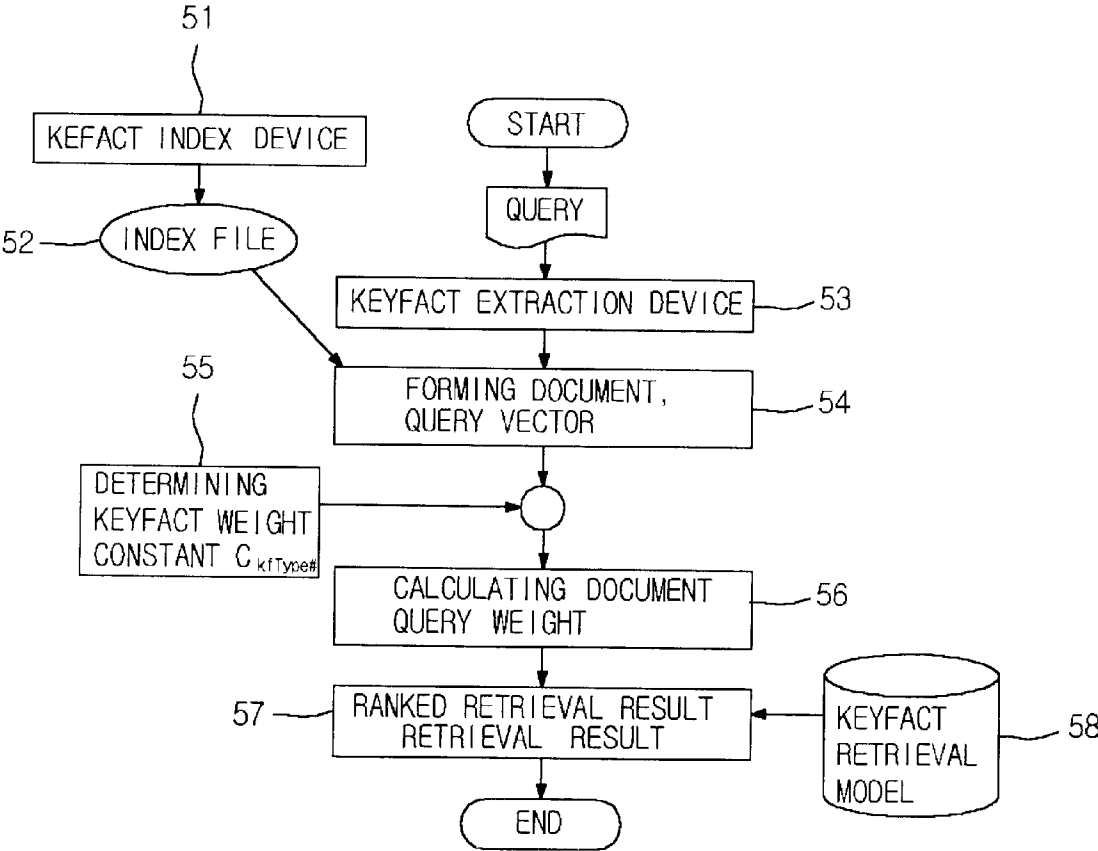 51
KEFACT INDEX DEVICE
START
QUERY
52
INDEX FILE
KEYFACT EXTRACTION DEVICE
53
55
FORMING DOCUMENT,
QUERY VECTOR
54
DETERMINING
KEYFACT WEIGHT
CONSTANT CkfType#
CALCULATING DOCUMENT
QUERY WEIGHT
56
57
RANKED RETRIEVAL RESULT
RETRIEVAL RESULT
KEYFACT
RETRIEVAL
MODEL
58
END